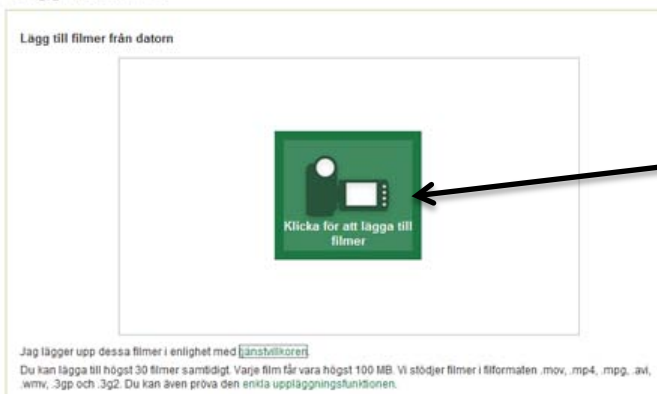 Lägg till filmer från datorn
Klicka för att lägga till
filmer
Jag lägger upp dessa filmer i enlighet med tjänstvillkoren.
Du kan lägga till högst 30 filmer samtidigt. Varje film får vara högst 100 MB. Vi stödjer filmer i filformaten .mov, .mp4, .mpg, .avi,
.wmv, .3gp och .3g2. Du kan även pröva den enkla uppläggningsfunktionen.